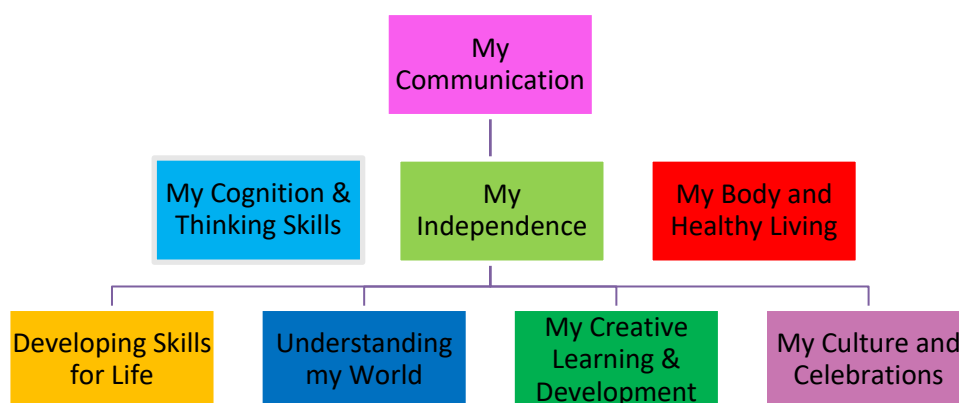 My
Communication
My Cognition &
Thinking Skills
My
Independence
My Body and
Healthy Living
Developing Skills
for Life
Understanding
my World
My Creative
Learning &
Development
My Culture and
Celebrations